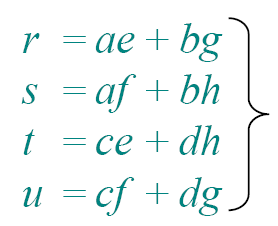 r = ae + bg
s = af + bh
t = ce + dh
u = cf + dg